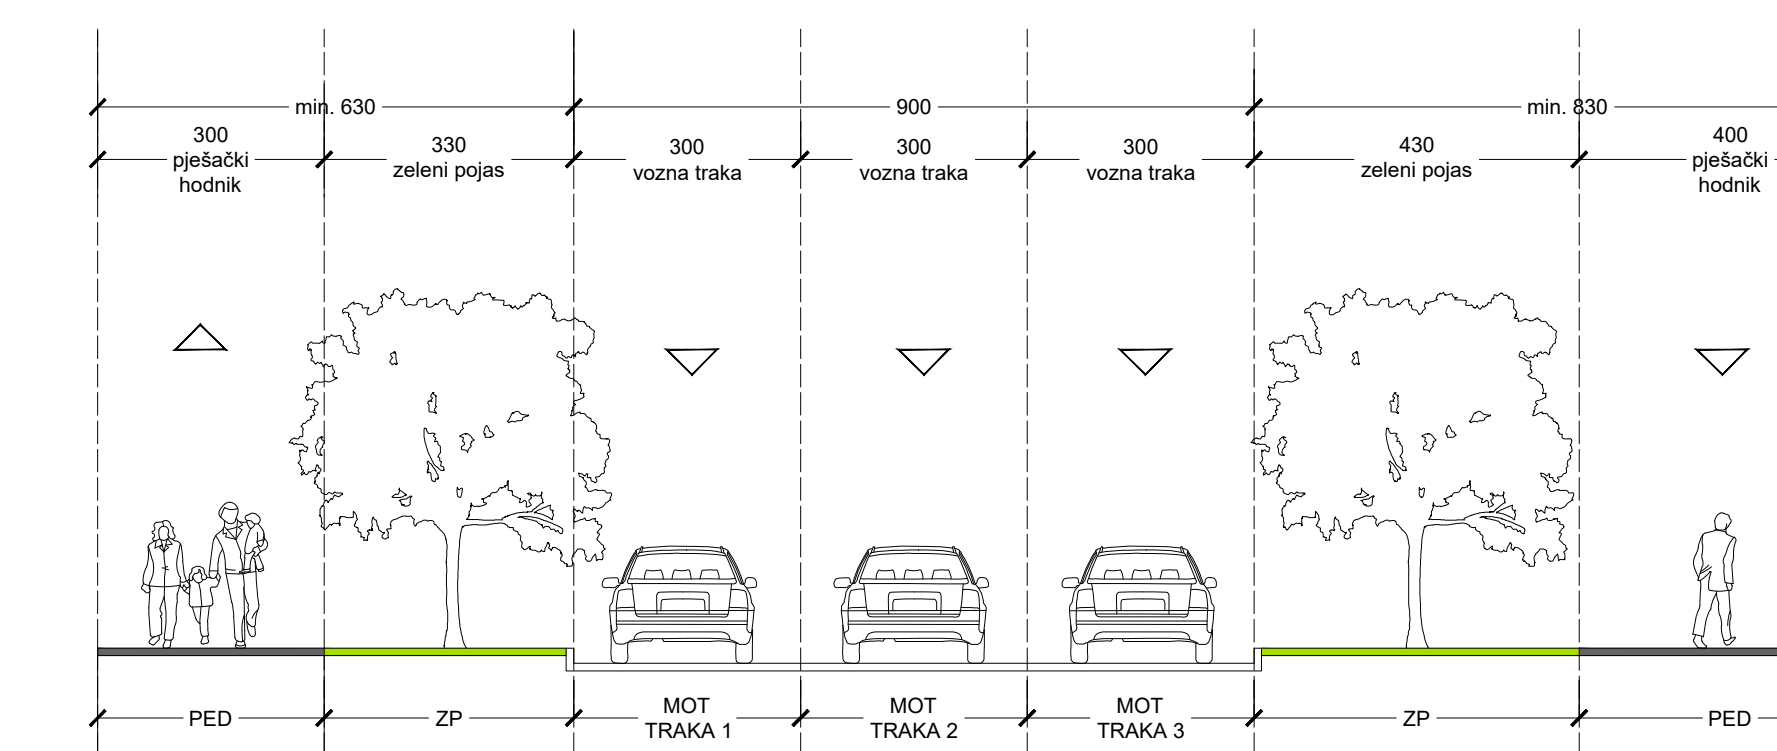 min. 630
900
min. 830
300
pješački
hodnik
330
zeleni pojas
300
vozna traka
300
vozna traka
300
vozna traka
430
zeleni pojas
400
pješački
hodnik
PED
ZP
MOT
TRAKA 1
MOT
TRAKA 2
MOT
TRAKA 3
ZP
PED